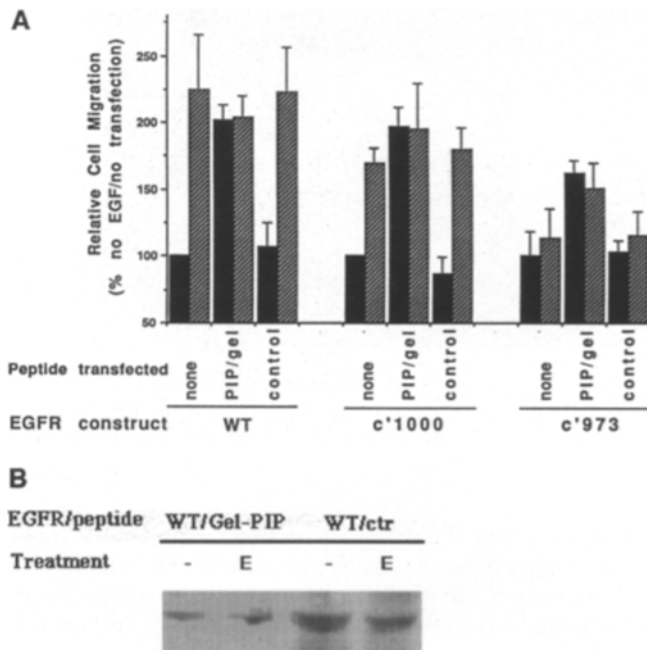 A
Relative Cell Migration
(% no EGF/no transfection)
250
200
150
100
50
Peptide transfected
none
PIP/gel
control
none
PIP/gel
control
none
PIP/gel
control
EGFR construct
WT
c'1000
c'973
B
EGFR/peptide WT/Gel-PIP WT/ctr
Treatment - E - E